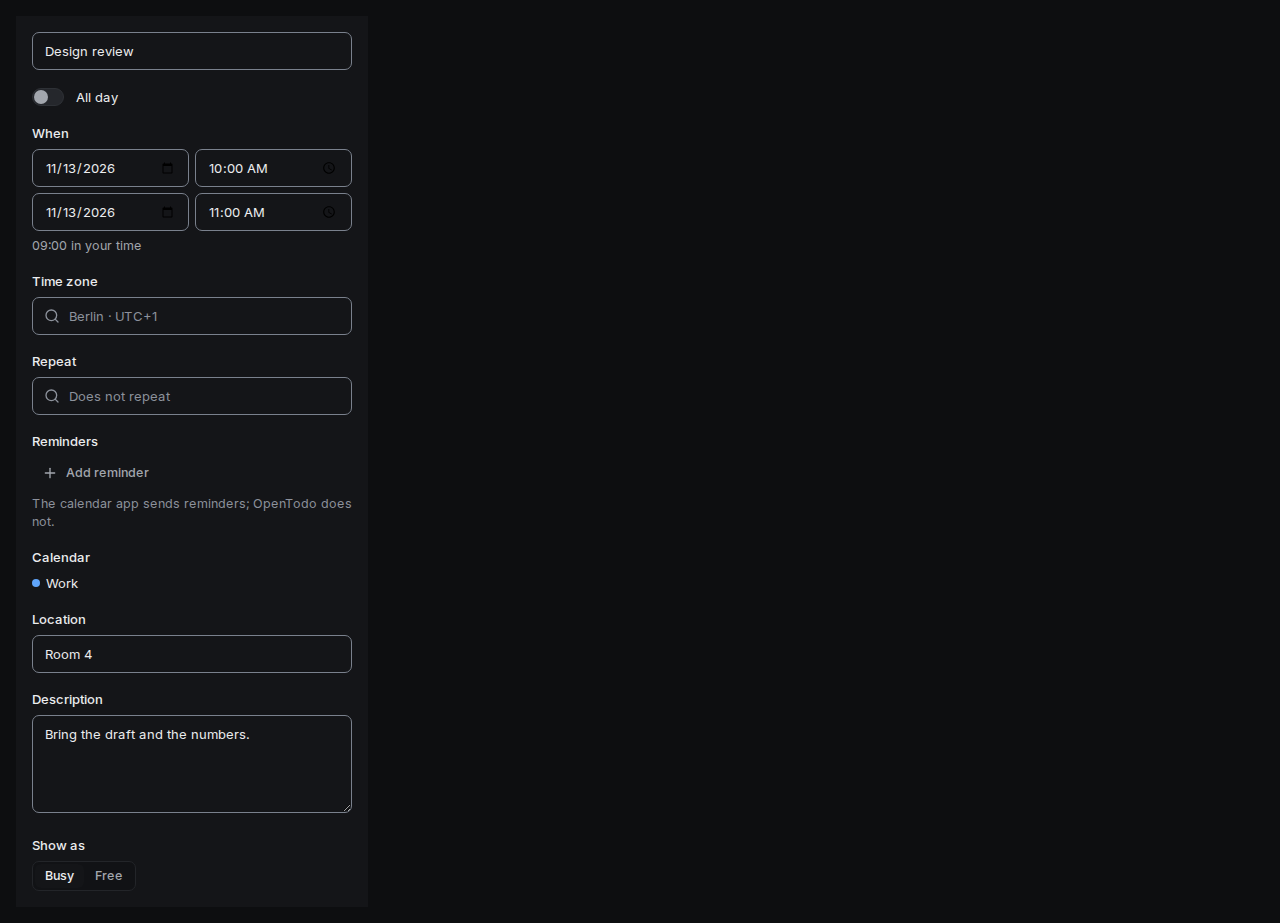 Design review
All day
When
11/13/2026 10:00 AM
11/13/2026 11:00 AM
09:00 in your time
Time zone
Berlin · UTC+1
Repeat
Does not repeat
Reminders
Add reminder
The calendar app sends reminders; OpenTodo does
not.
Calendar
Work
Location
Room 4
Description
Bring the draft and the numbers.
Show as
Busy Free